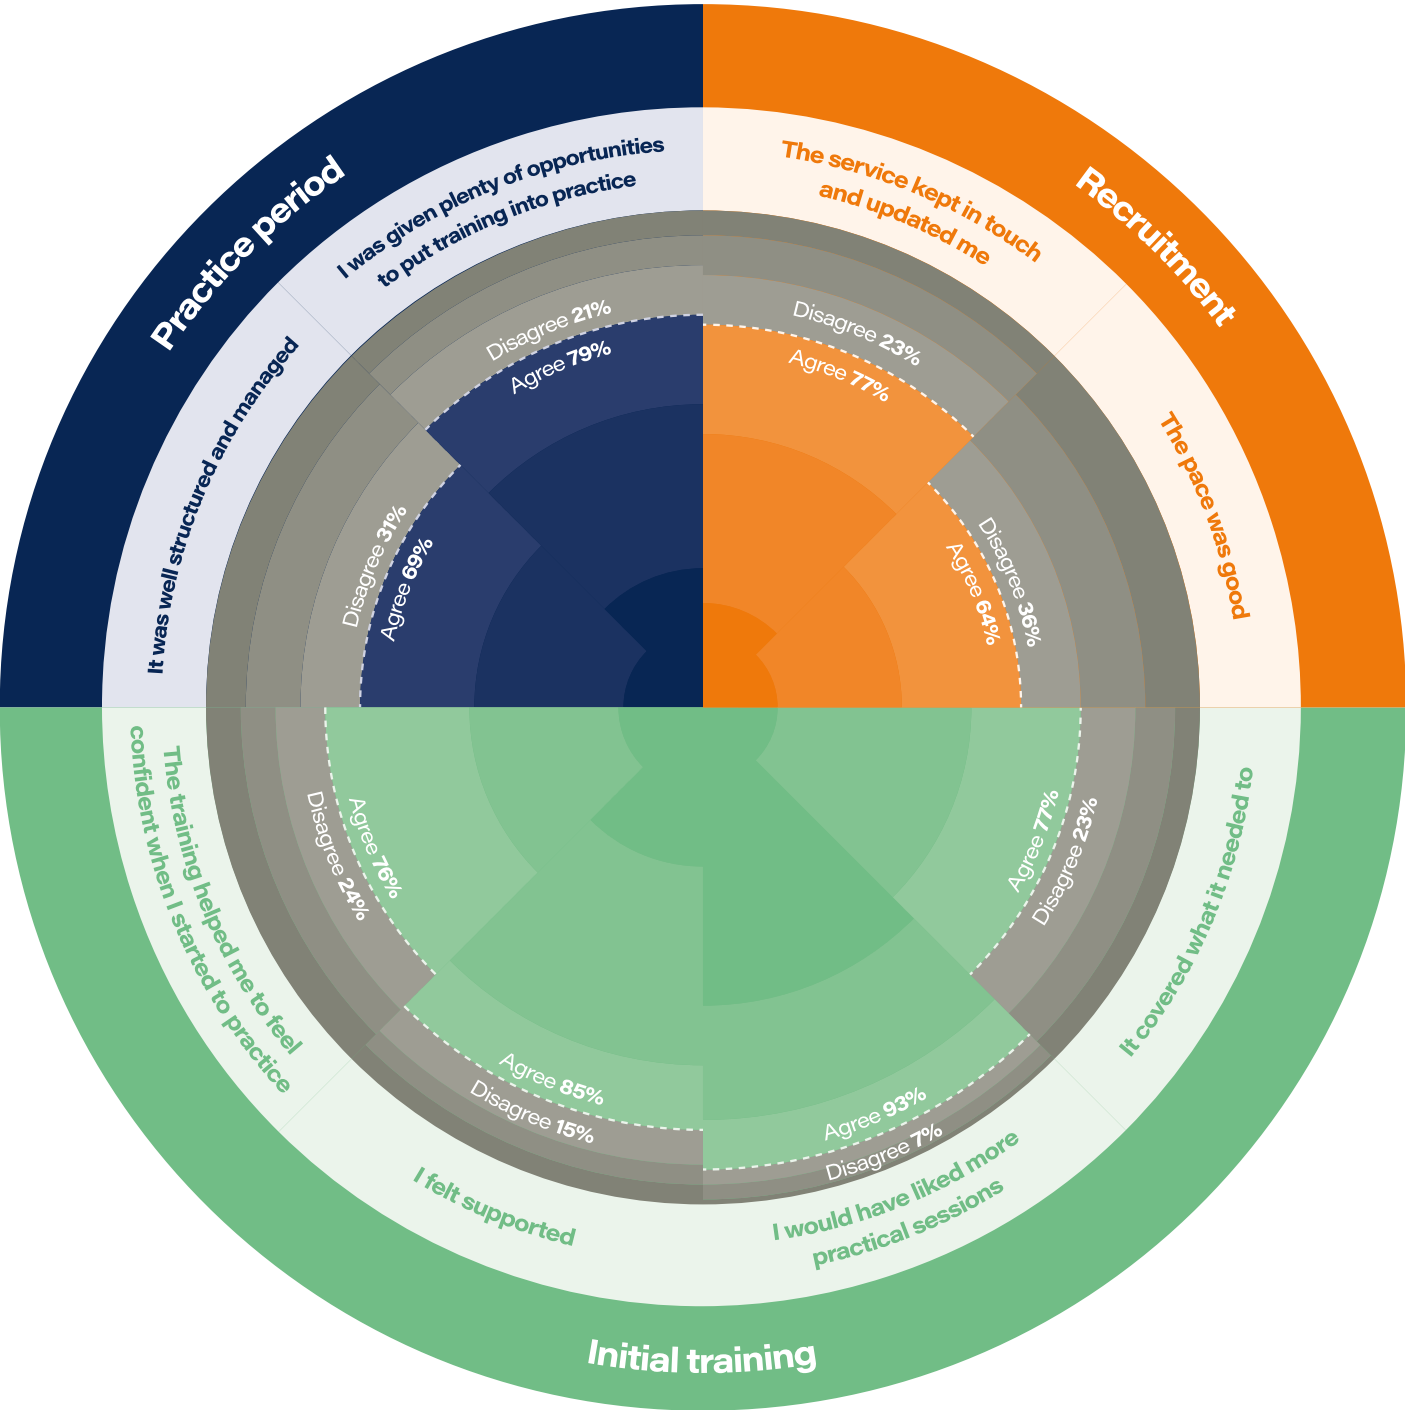 Practice period
I was given plenty of opportunities
to put training into practice
Disagree 21%
Agree 79%
It was well structured and managed
Disagree 31%
Agree 69%
Recruitment
The service kept in touch
and updated me
Disagree 23%
Agree 77%
The pace was good
Disagree 36%
Agree 64%
It covered what it needed to
Agree 77%
Disagree 23%
I would have liked more
practical sessions
Agree 93%
Disagree 7%
I felt supported
Agree 85%
Disagree 15%
The training helped me to feel
confident when I started to practice
Agree 76%
Disagree 24%
Initial training